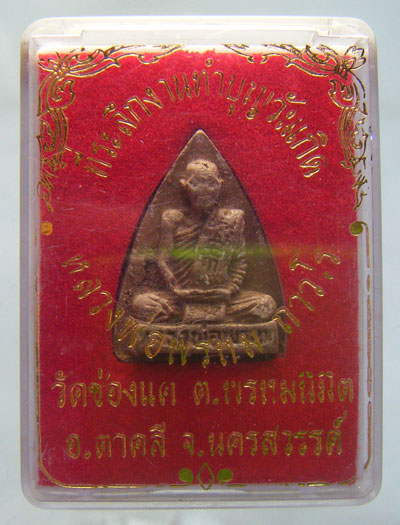 ที่ระลึกงานทำบุญวันเกิด
หลวงพ่อพรหม ถาวโร
วัดช่องแค ต.พรหมนิมิต
อ.ตาคลี จ.นครสวรรค์